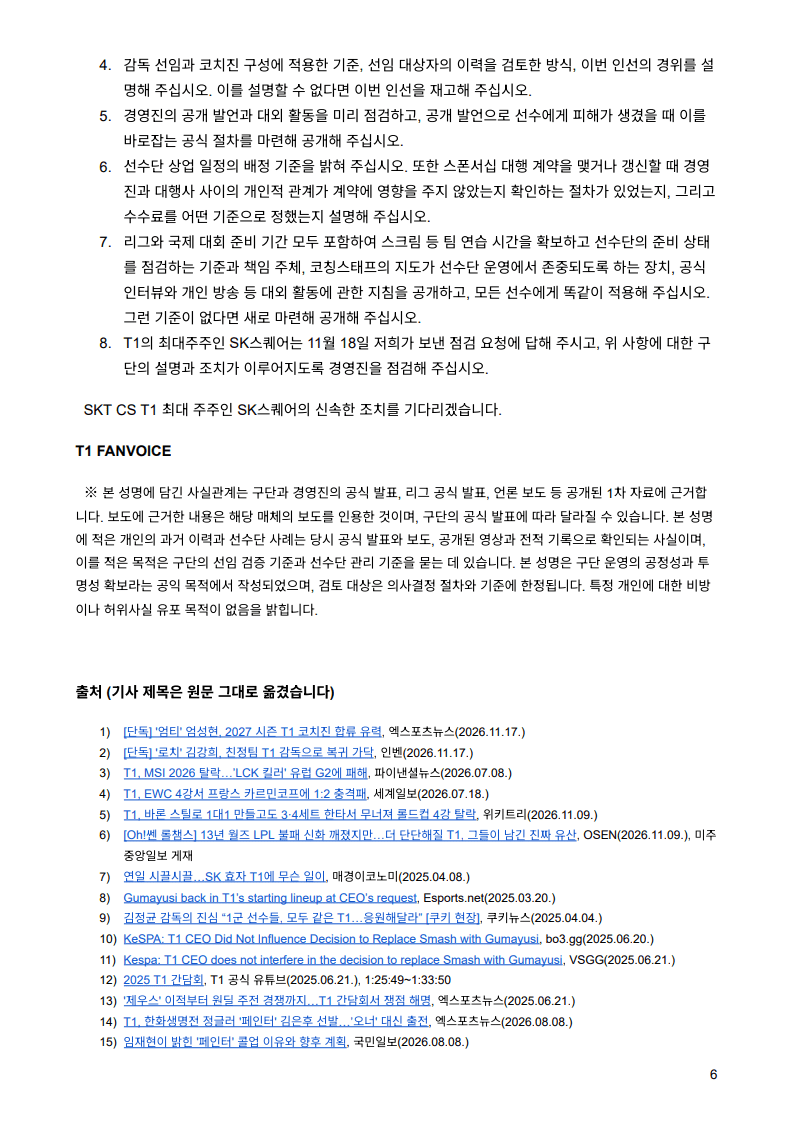 4. 감독 선임과 코치진 구성에 적용한 기준, 선임 대상자의 이력을 검토한 방식, 이번 인선의 경위를 설
명해 주십시오. 이를 설명할 수 없다면 이번 인선을 재고해 주십시오.
5. 경영진의 공개 발언과 대외 활동을 미리 점검하고, 공개 발언으로 선수에게 피해가 생겼을 때 이를
바로잡는 공식 절차를 마련해 공개해 주십시오.
6. 선수단 상업 일정의 배정 기준을 밝혀 주십시오. 또한 스폰서십 대행 계약을 맺거나 갱신할 때 경영
진과 대행사 사이의 개인적 관계가 계약에 영향을 주지 않았는지 확인하는 절차가 있었는지, 그리고
수수료를 어떤 기준으로 정했는지 설명해 주십시오.
7. 리그와 국제 대회 준비 기간 모두 포함하여 스크림 등 팀 연습 시간을 확보하고 선수단의 준비 상태
를 점검하는 기준과 책임 주체, 코칭스태프의 지도가 선수단 운영에서 존중되도록 하는 장치, 공식
인터뷰와 개인 방송 등 대외 활동에 관한 지침을 공개하고, 모든 선수에게 똑같이 적용해 주십시오.
그런 기준이 없다면 새로 마련해 공개해 주십시오.
8. T1의 최대주주인 SK스퀘어는 11월 18일 저희가 보낸 점검 요청에 답해 주시고, 위 사항에 대한 구
단의 설명과 조치가 이루어지도록 경영진을 점검해 주십시오.
SKT CS T1 최대 주주인 SK스퀘어의 신속한 조치를 기다리겠습니다.
T1 FANVOICE
※ 본 성명에 담긴 사실관계는 구단과 경영진의 공식 발표, 리그 공식 발표, 언론 보도 등 공개된 1차 자료에 근거합
니다. 보도에 근거한 내용은 해당 매체의 보도를 인용한 것이며, 구단의 공식 발표에 따라 달라질 수 있습니다. 본 성명
에 적은 개인의 과거 이력과 선수단 사례는 당시 공식 발표와 보도, 공개된 영상과 전적 기록으로 확인되는 사실이며,
이를 적은 목적은 구단의 선임 검증 기준과 선수단 관리 기준을 묻는 데 있습니다. 본 성명은 구단 운영의 공정성과 투
명성 확보라는 공익 목적에서 작성되었으며, 검토 대상은 의사결정 절차와 기준에 한정됩니다. 특정 개인에 대한 비방
이나 허위사실 유포 목적이 없음을 밝힙니다.
출처 (기사 제목은 원문 그대로 옮겼습니다)
1) [단독] '엄티' 엄성현, 2027 시즌 T1 코치진 합류 유력, 엑스포츠뉴스(2026.11.17.)
2) [단독] '로치' 김강희, 친정팀 T1 감독으로 복귀 가닥, 인벤(2026.11.17.)
3) T1, MSI 2026 탈락…'LCK 킬러' 유럽 G2에 패해, 파이낸셜뉴스(2026.07.08.)
4) T1, EWC 4강서 프랑스 카르민코프에 1:2 충격패, 세계일보(2026.07.18.)
5) T1, 바론 스틸로 1대1 만들고도 3·4세트 한타서 무너져 롤드컵 4강 탈락, 위키트리(2026.11.09.)
6) [Oh!쎈 롤챔스] 13년 월즈 LPL 불패 신화 깨졌지만…더 단단해질 T1, 그들이 남긴 진짜 유산, OSEN(2026.11.09.), 미주
중앙일보 게재
7) 연일 시끌시끌…SK 효자 T1에 무슨 일이, 매경이코노미(2025.04.08.)
8) Gumayusi back in T1's starting lineup at CEO's request, Esports.net(2025.03.20.)
9) 김정균 감독의 진심 “1군 선수들, 모두 같은 T1…응원해달라” [쿠키 현장], 쿠키뉴스(2025.04.04.)
10) KeSPA: T1 CEO Did Not Influence Decision to Replace Smash with Gumayusi, bo3.gg(2025.06.20.)
11) Kespa: T1 CEO does not interfere in the decision to replace Smash with Gumayusi, VSGG(2025.06.21.)
12) 2025 T1 간담회, T1 공식 유튜브(2025.06.21.), 1:25:49~1:33:50
13) '제우스' 이적부터 원딜 주전 경쟁까지…T1 간담회서 쟁점 해명, 엑스포츠뉴스(2025.06.21.)
14) T1, 한화생명전 정글러 '페인터' 김은후 선발…'오너' 대신 출전, 엑스포츠뉴스(2026.08.08.)
15) 임재현이 밝힌 '페인터' 콜업 이유와 향후 계획, 국민일보(2026.08.08.)
6